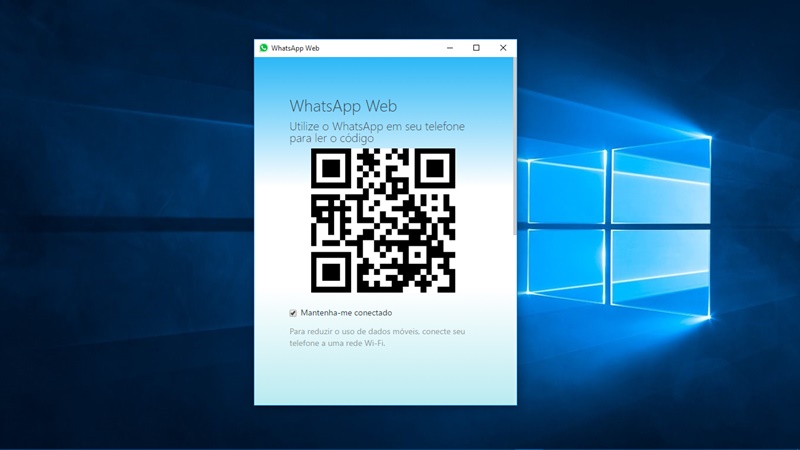 WhatsApp Web
WhatsApp Web
Utilize o WhatsApp em seu telefone
para ler o código
Mantenha-me conectado
Para reduzir o uso de dados móveis, conecte seu
telefone a uma rede Wi-Fi.